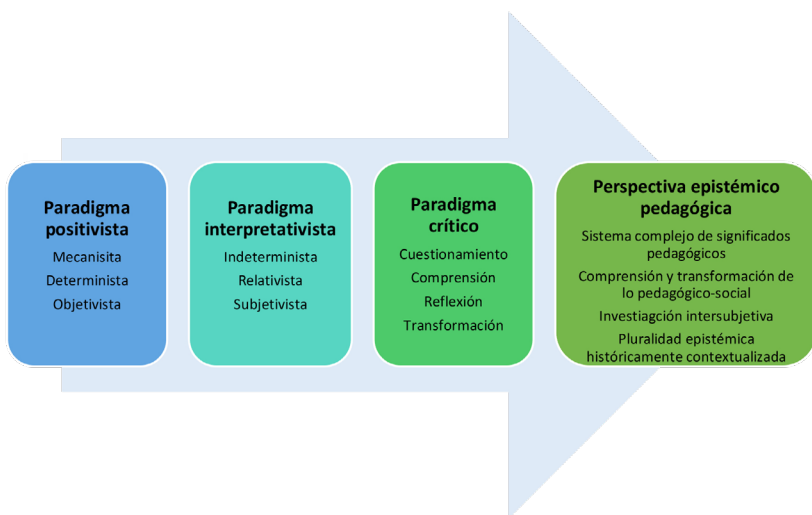 Paradigma
positivista
Mecanisita
Determinista
Objetivista
Paradigma
interpretativista
Indeterminista
Relativista
Subjetivista
Paradigma
crítico
Cuestionamiento
Comprensión
Reflexión
Transformación
Perspectiva epistémico
pedagógica
Sistema complejo de significados
pedagógicos
Comprensión y transformación de
lo pedagógico-social
Investiagción intersubjetiva
Pluralidad epistémica
históricamente contextualizada